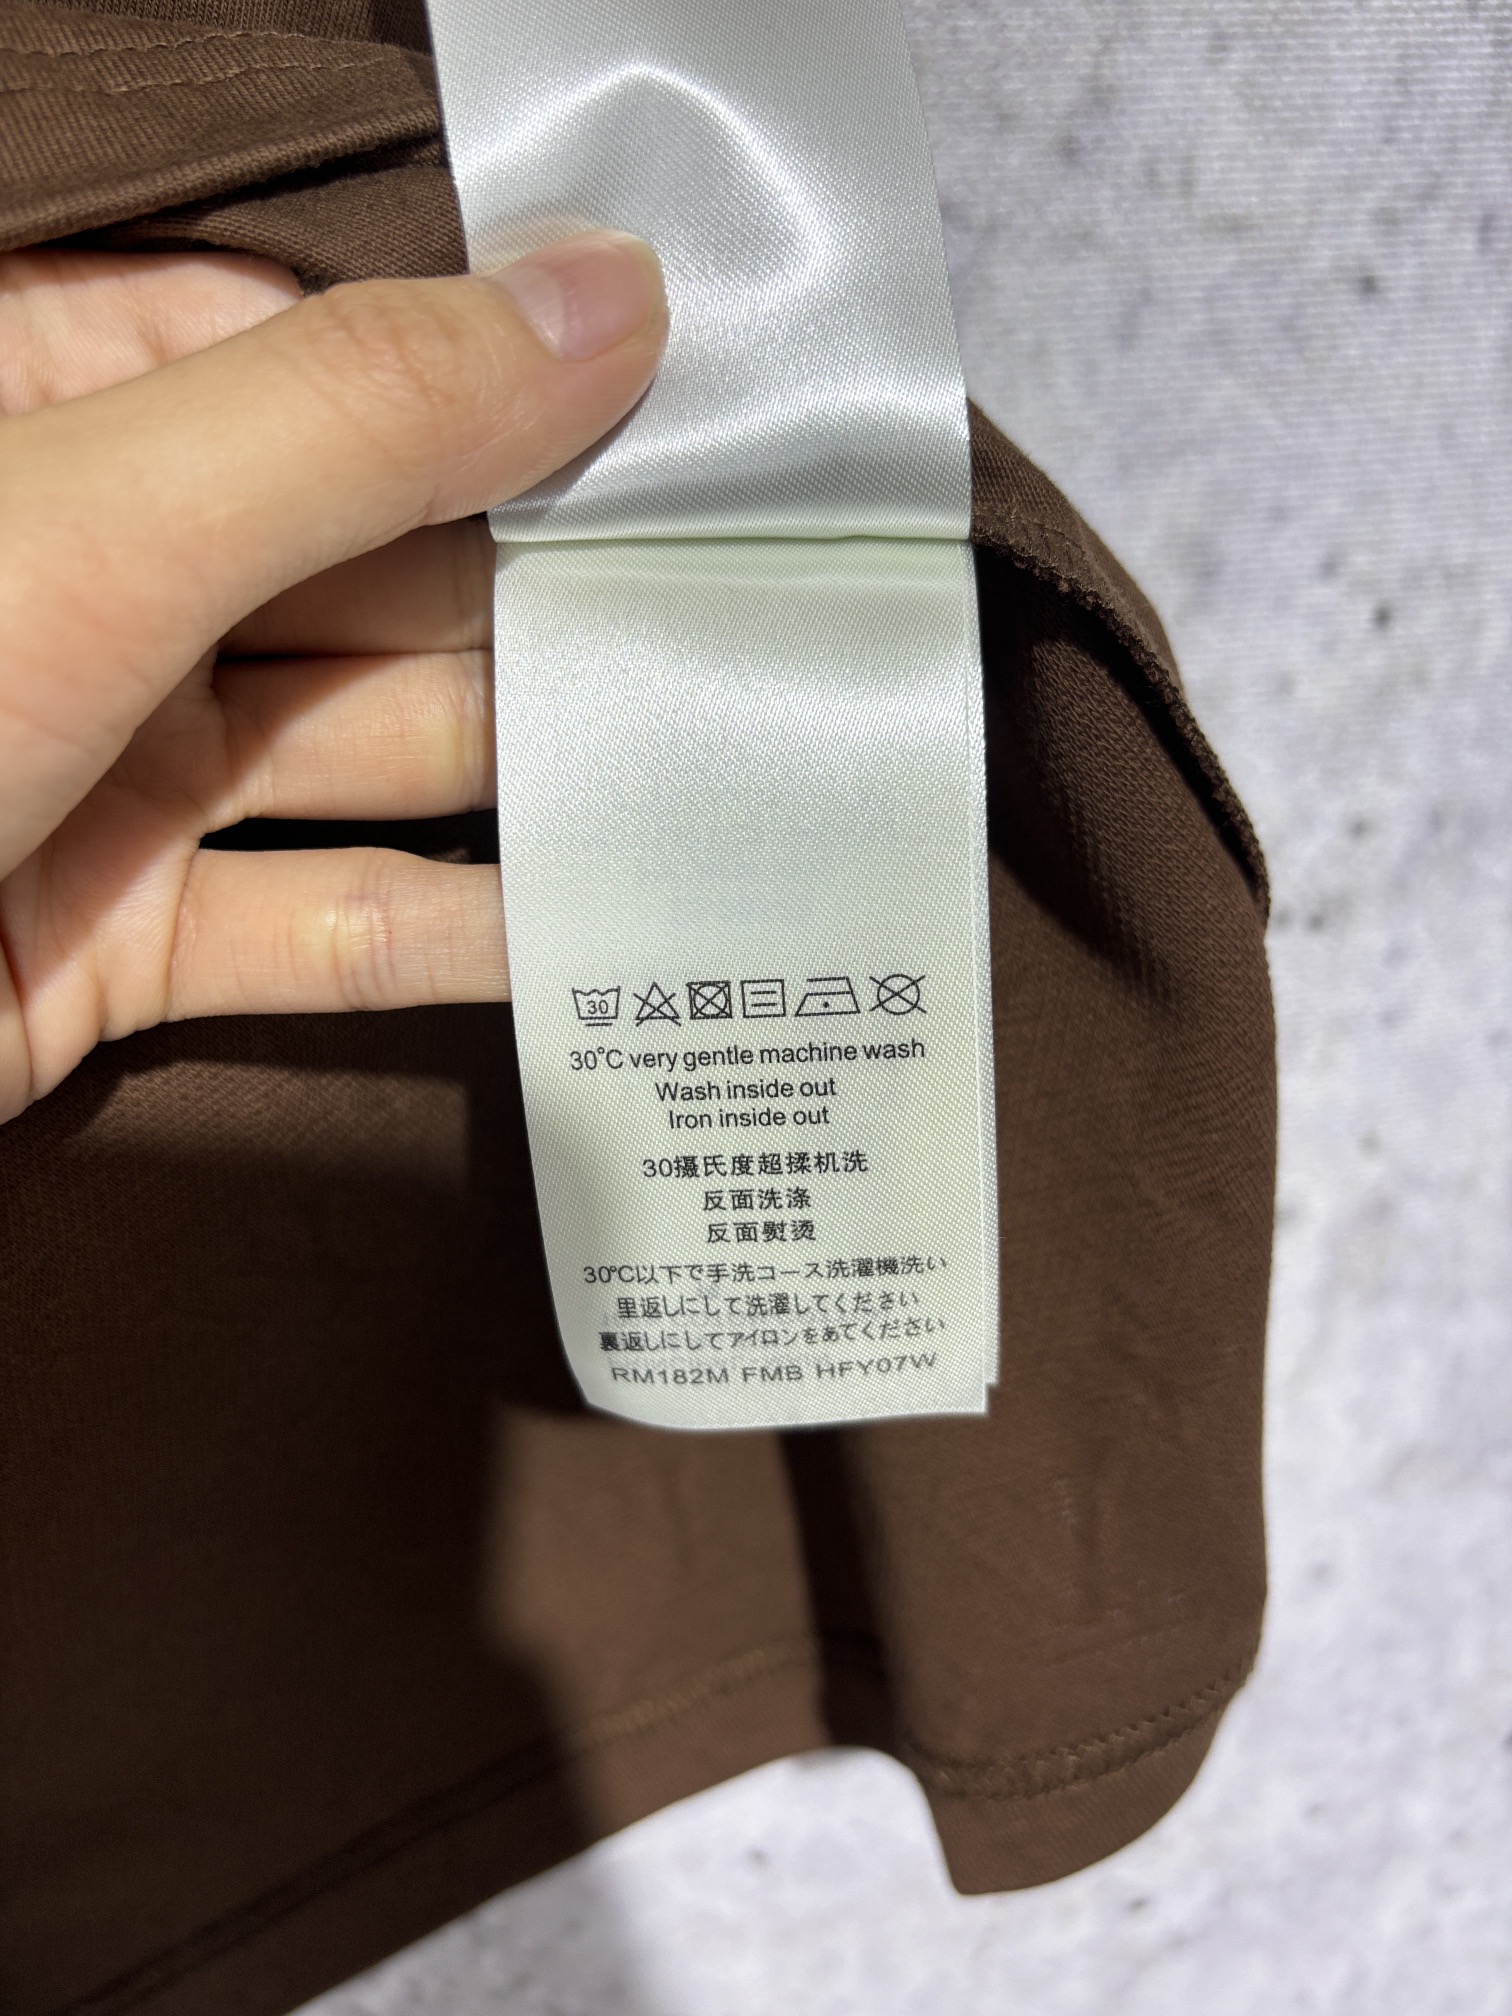 30
30°C very gentle machine wash
Wash inside out
Iron inside out
30摄氏度超揉机洗
反面洗涤
反面熨烫
30℃以下で手洗コース洗濯機洗い
里返しにして洗濯してください
裏返しにしてアイロンをあてください
RM182M FMB HFY07W